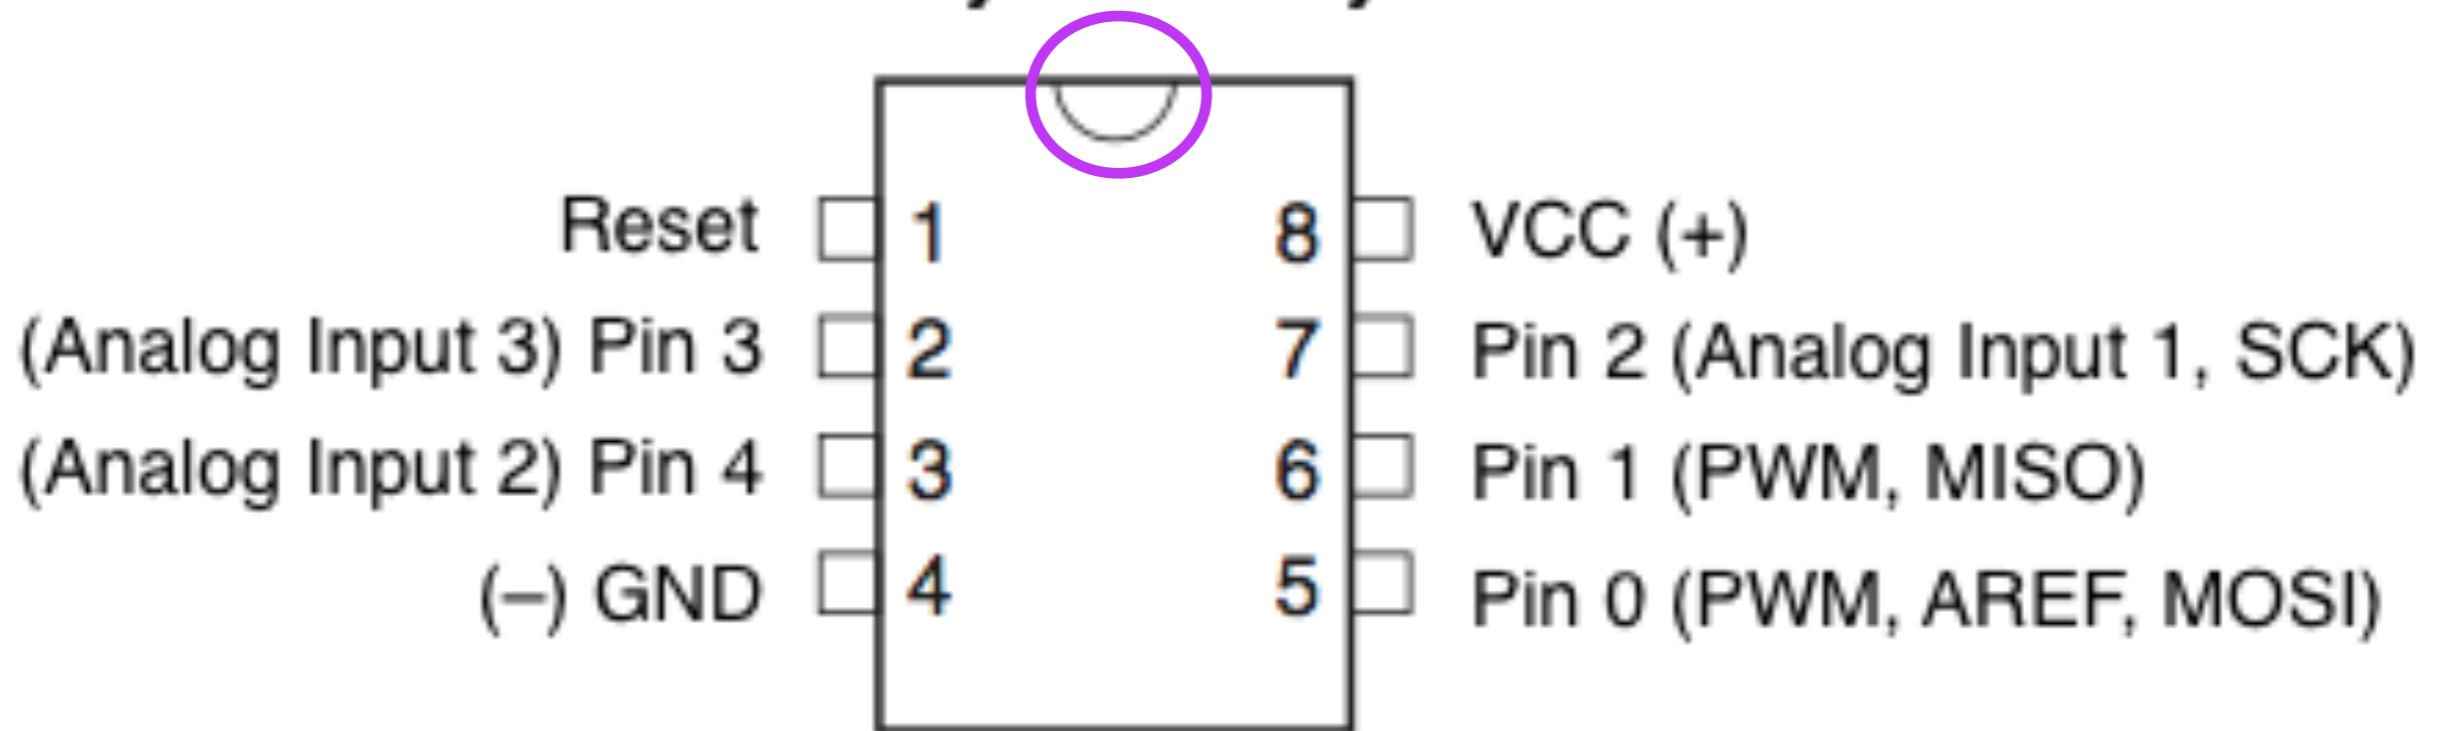 Reset 1 8 VCC (+)
(Analog Input 3) Pin 3 2 7 Pin 2 (Analog Input 1, SCK)
(Analog Input 2) Pin 4 3 6 Pin 1 (PWM, MISO)
(–) GND 4 5 Pin 0 (PWM, AREF, MOSI)